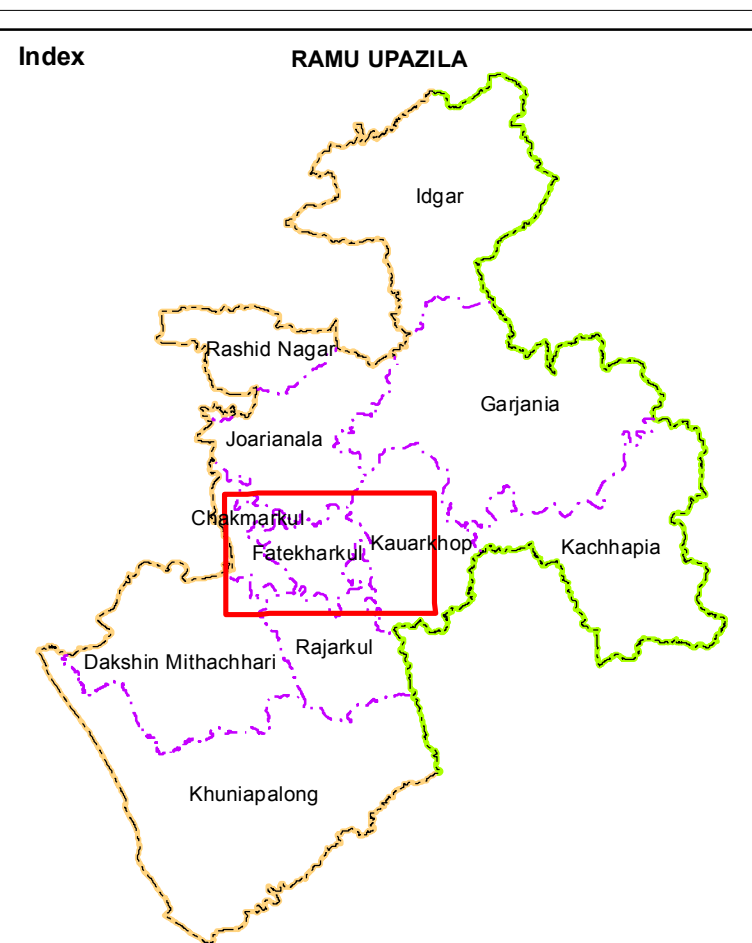 Index
RAMU UPAZILA
Idgar
Rashid Nagar
Garjania
Joarianala
Chakmarkul
Kauarkhop
Fatekharkul
Kachhapia
Rajarkul
Dakshin Mithachhari
Khuniapalong